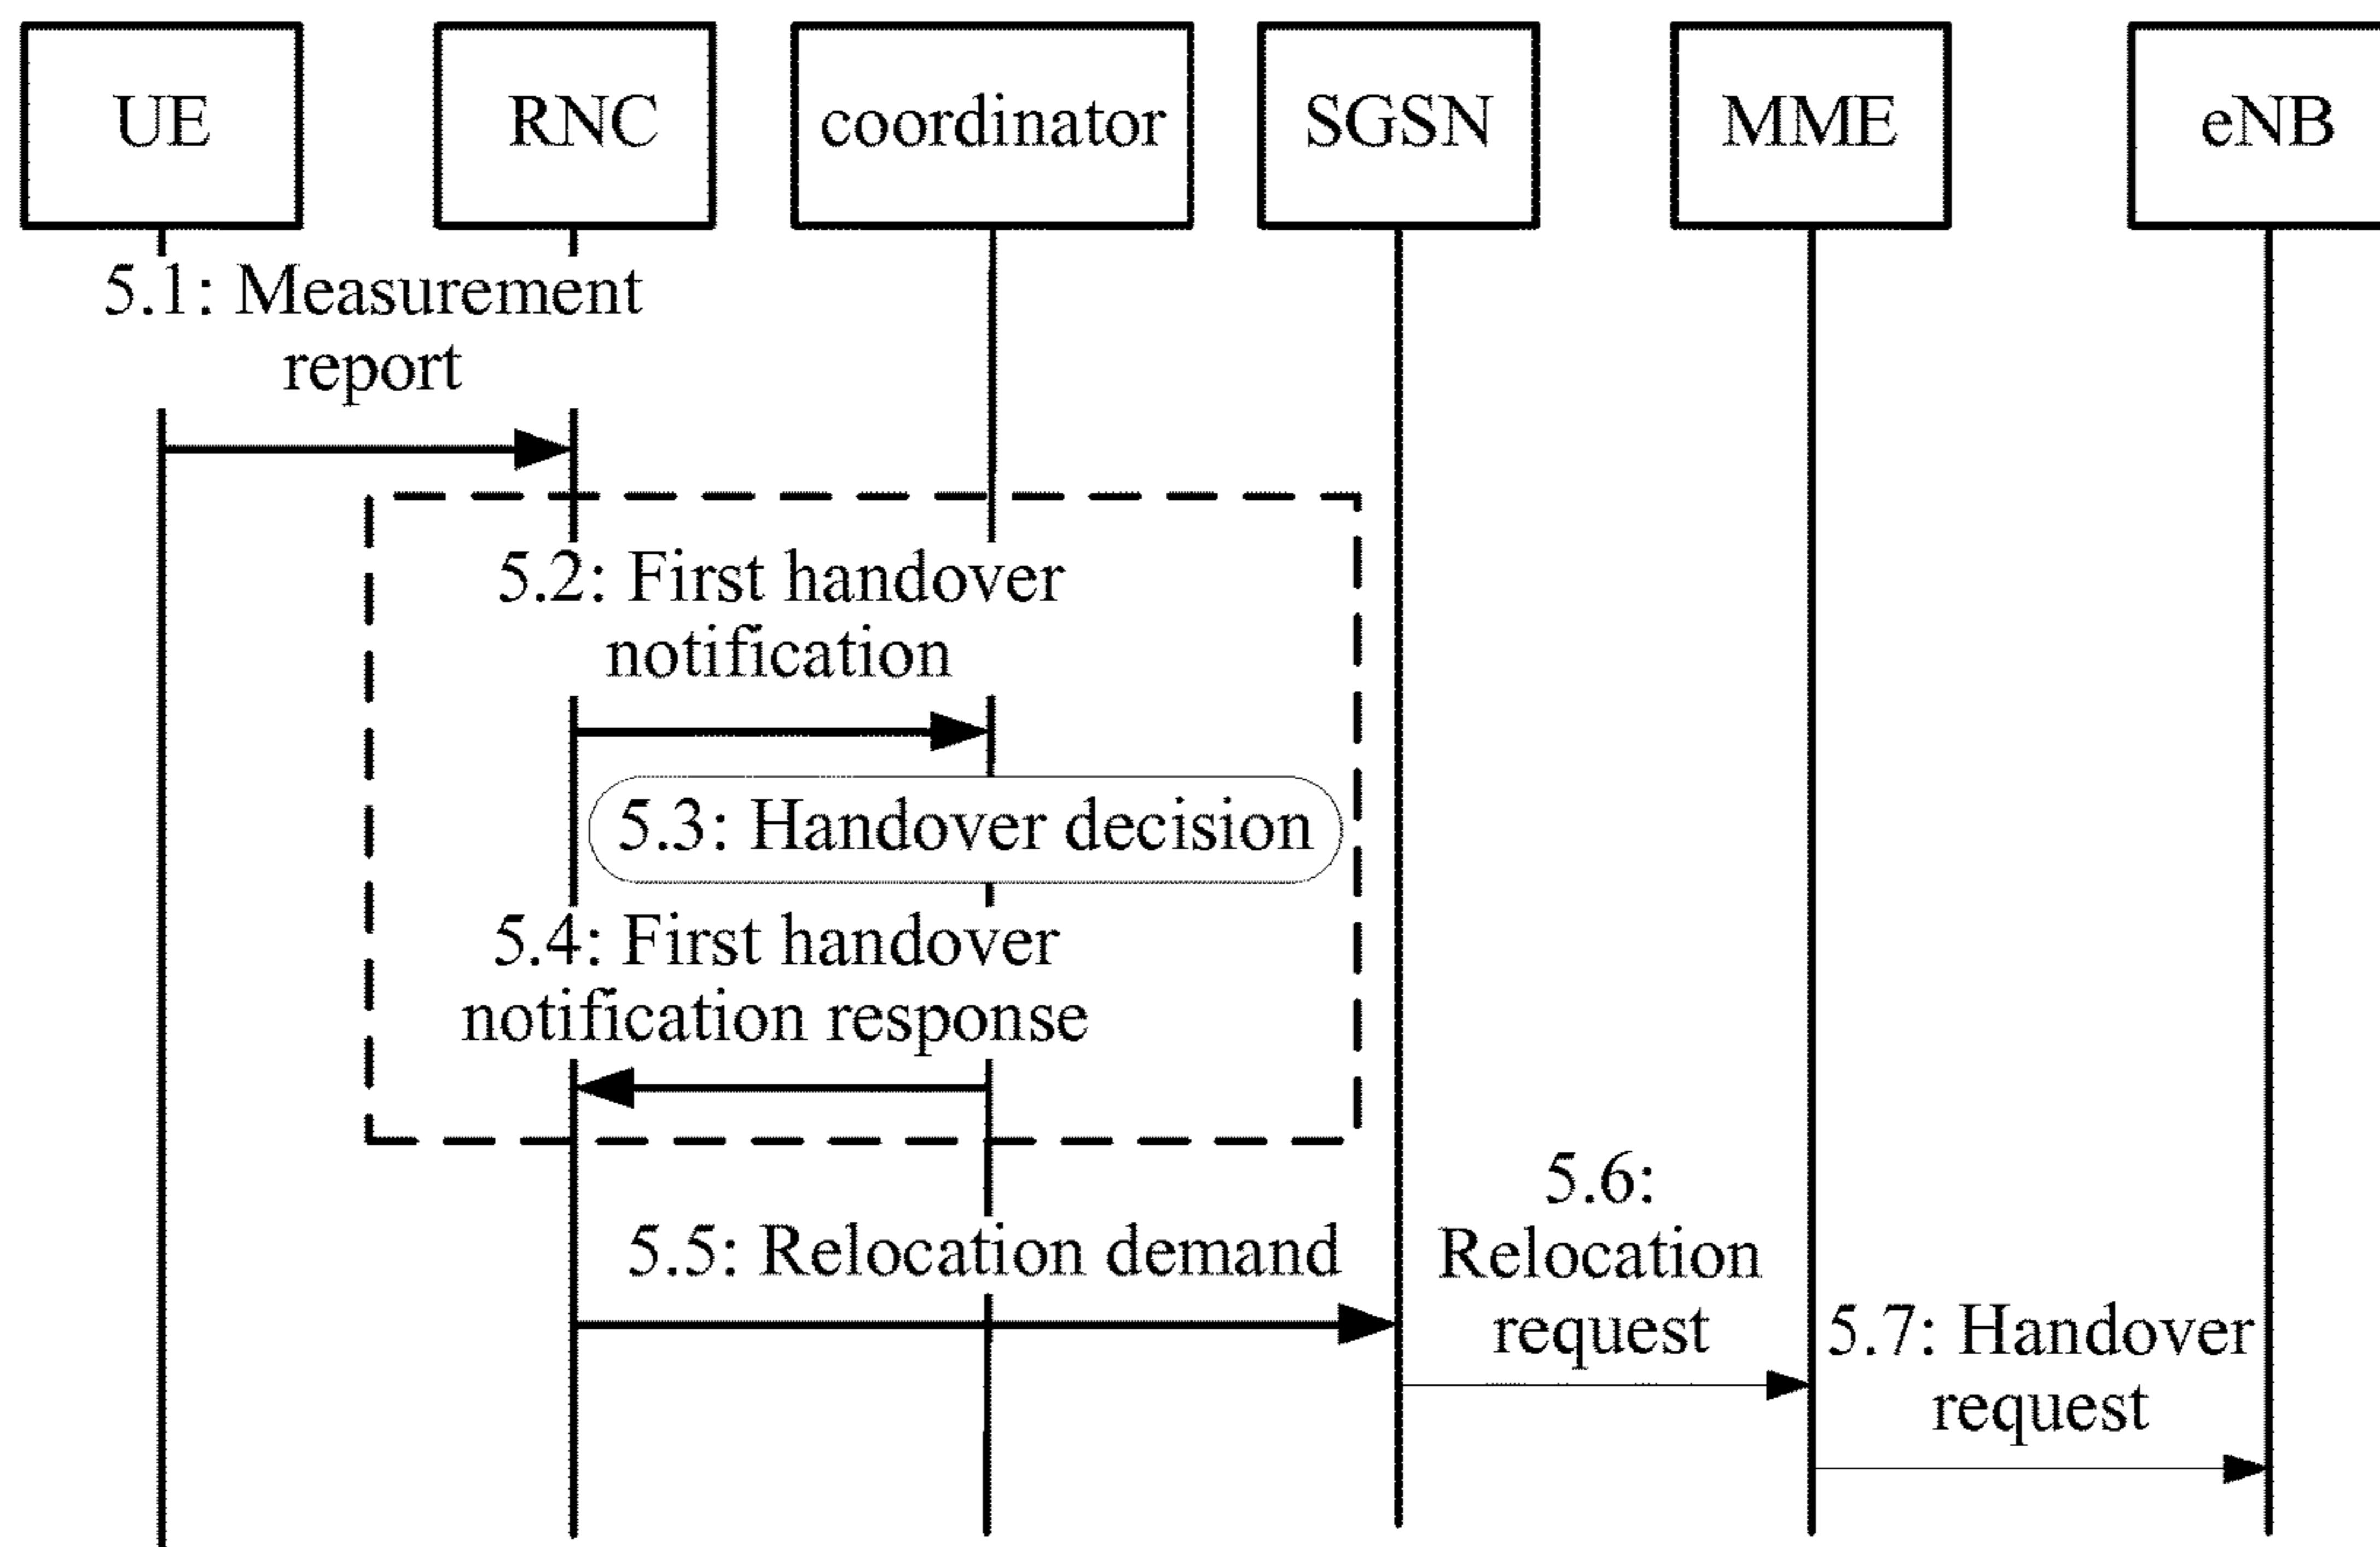 UE
RNC
coordinator
SGSN
MME
eNB
5.1: Measurement
report
5.2: First handover
notification
5.3: Handover decision
5.4: First handover
notification response
5.5: Relocation demand
5.6:
Relocation
request
5.7: Handover
request